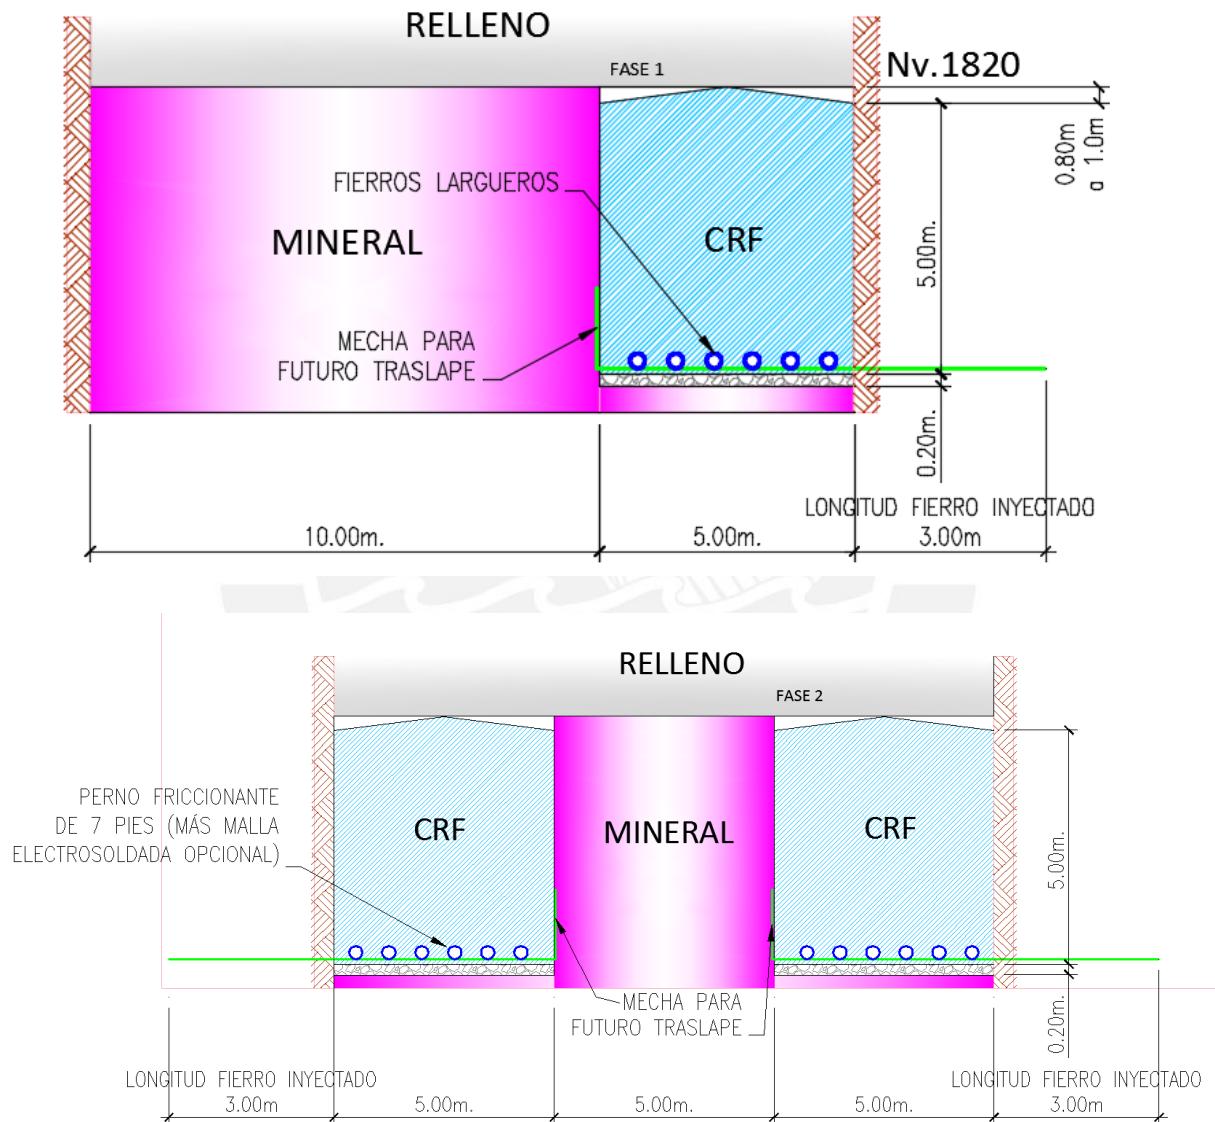 RELLENO
FASE 1
Nv.1820
0.80m
a 1.0m
FIERROS LARGUEROS
MINERAL
CRF
5.00m.
MECHA PARA
FUTURO TRASLAPE
0.20m.
LONGITUD FIERRO INYECTADO
10.00m.
5.00m.
3.00m
RELLENO
FASE 2
PERNO FRICCIONANTE
DE 7 PIES (MÁS MALLA
ELECTROSOLDADA OPCIONAL)
CRF
MINERAL
CRF
5.00m.
MECHA PARA
FUTURO TRASLAPE
0.20m.
LONGITUD FIERRO INYECTADO
LONGITUD FIERRO INYECTADO
3.00m
5.00m.
5.00m.
5.00m.
3.00m